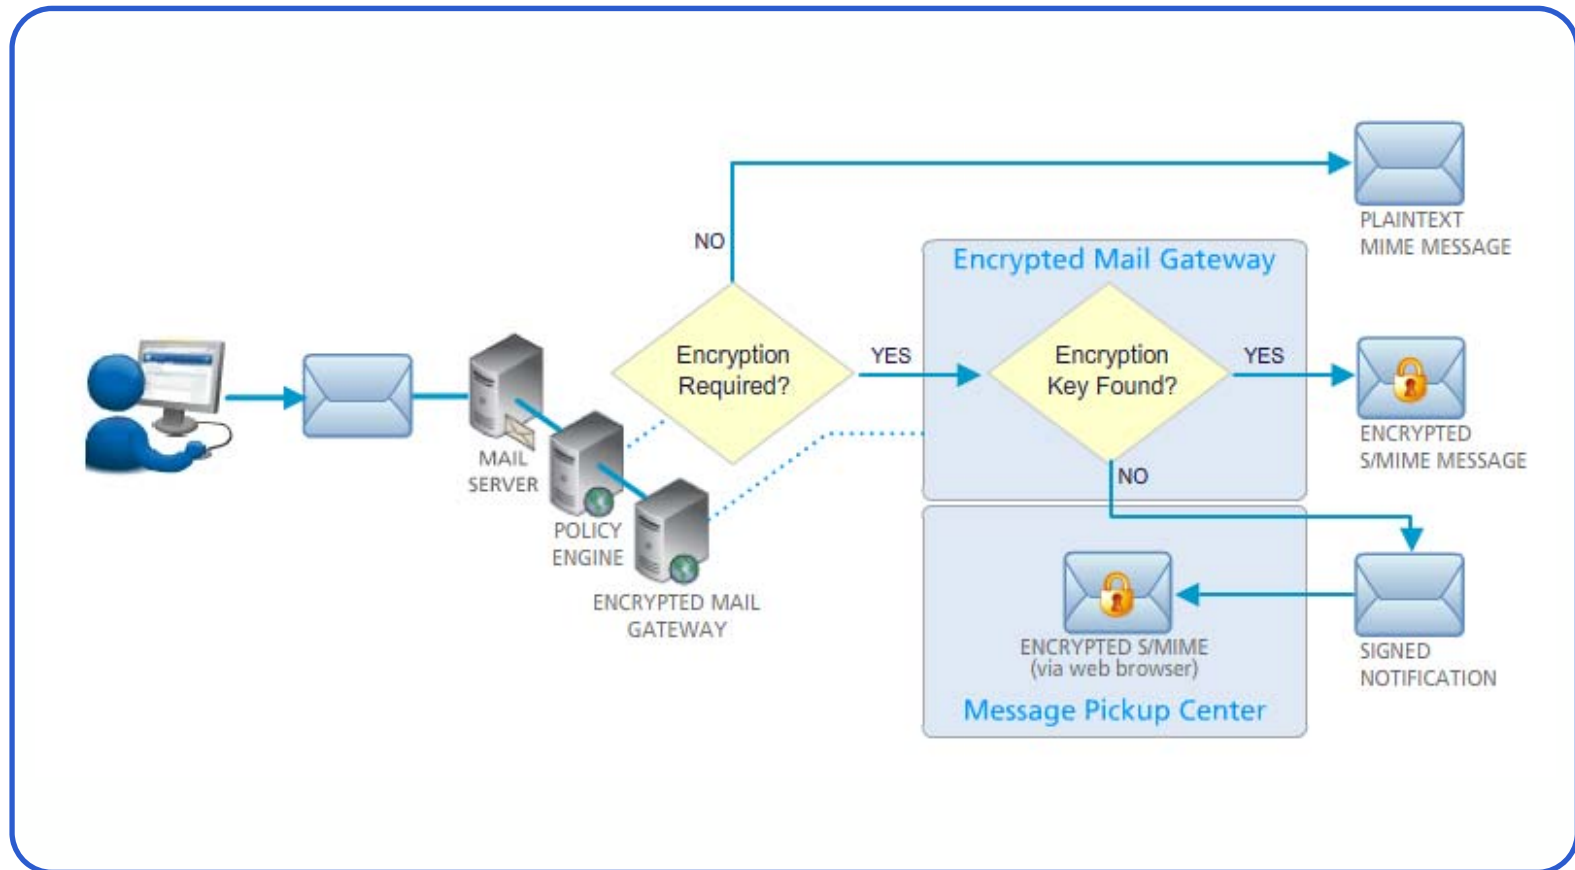 PLAINTEXT
MIME MESSAGE
NO
Encrypted Mail Gateway
Encryption
Required?
YES
Encryption
Key Found?
YES
ENCRYPTED
S/MIME MESSAGE
MAIL
SERVER
NO
POLICY
ENGINE
ENCRYPTED MAIL
GATEWAY
ENCRYPTED S/MIME
(via web browser)
SIGNED
NOTIFICATION
Message Pickup Center